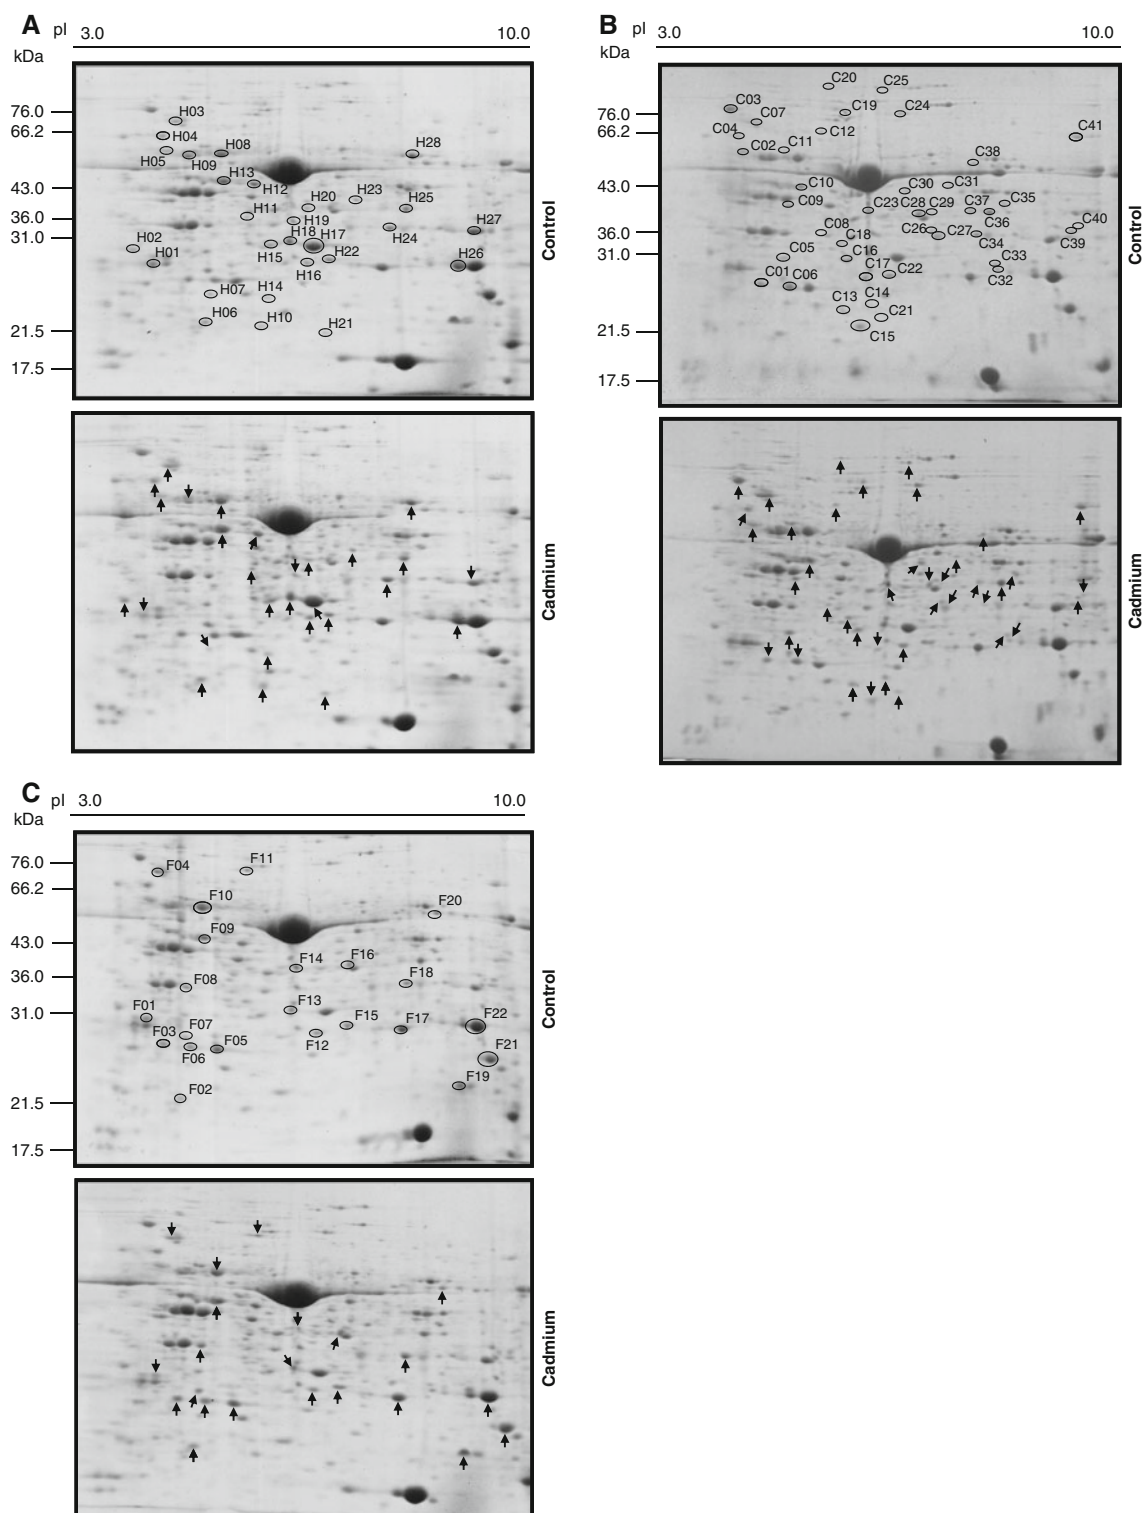 A
pI 3.0 10.0
kDa
76.0
66.2
43.0
36.0
31.0
21.5
17.5
H03
H04
H05
H09
H08
H28
H13
H12
H23
H20
H25
H11
H19
H24
H27
H02
H18 H17
H01
H15
H22
H26
H16
H07
H14
H06
H10
H21
Control
Cadmium
B
pI 3.0 10.0
kDa
76.0
66.2
43.0
36.0
31.0
21.5
17.5
C20
C25
C03
C07
C19
C24
C04
C12
C41
C02
C11
C38
C10
C30
C31
C09
C23 C28 C29
C37
C35
C36
C40
C08
C26
C27
C18
C34
C39
C05
C16
C33
C17
C22
C01 C06
C32
C13
C14
C21
C15
Control
Cadmium
C
pI 3.0 10.0
kDa
76.0
66.2
43.0
36.0
31.0
21.5
17.5
F04
F11
F10
F20
F09
F14
F16
F08
F18
F01
F13
F03
F07
F15
F17
F22
F06
F05
F12
F21
F02
F19
Control
Cadmium